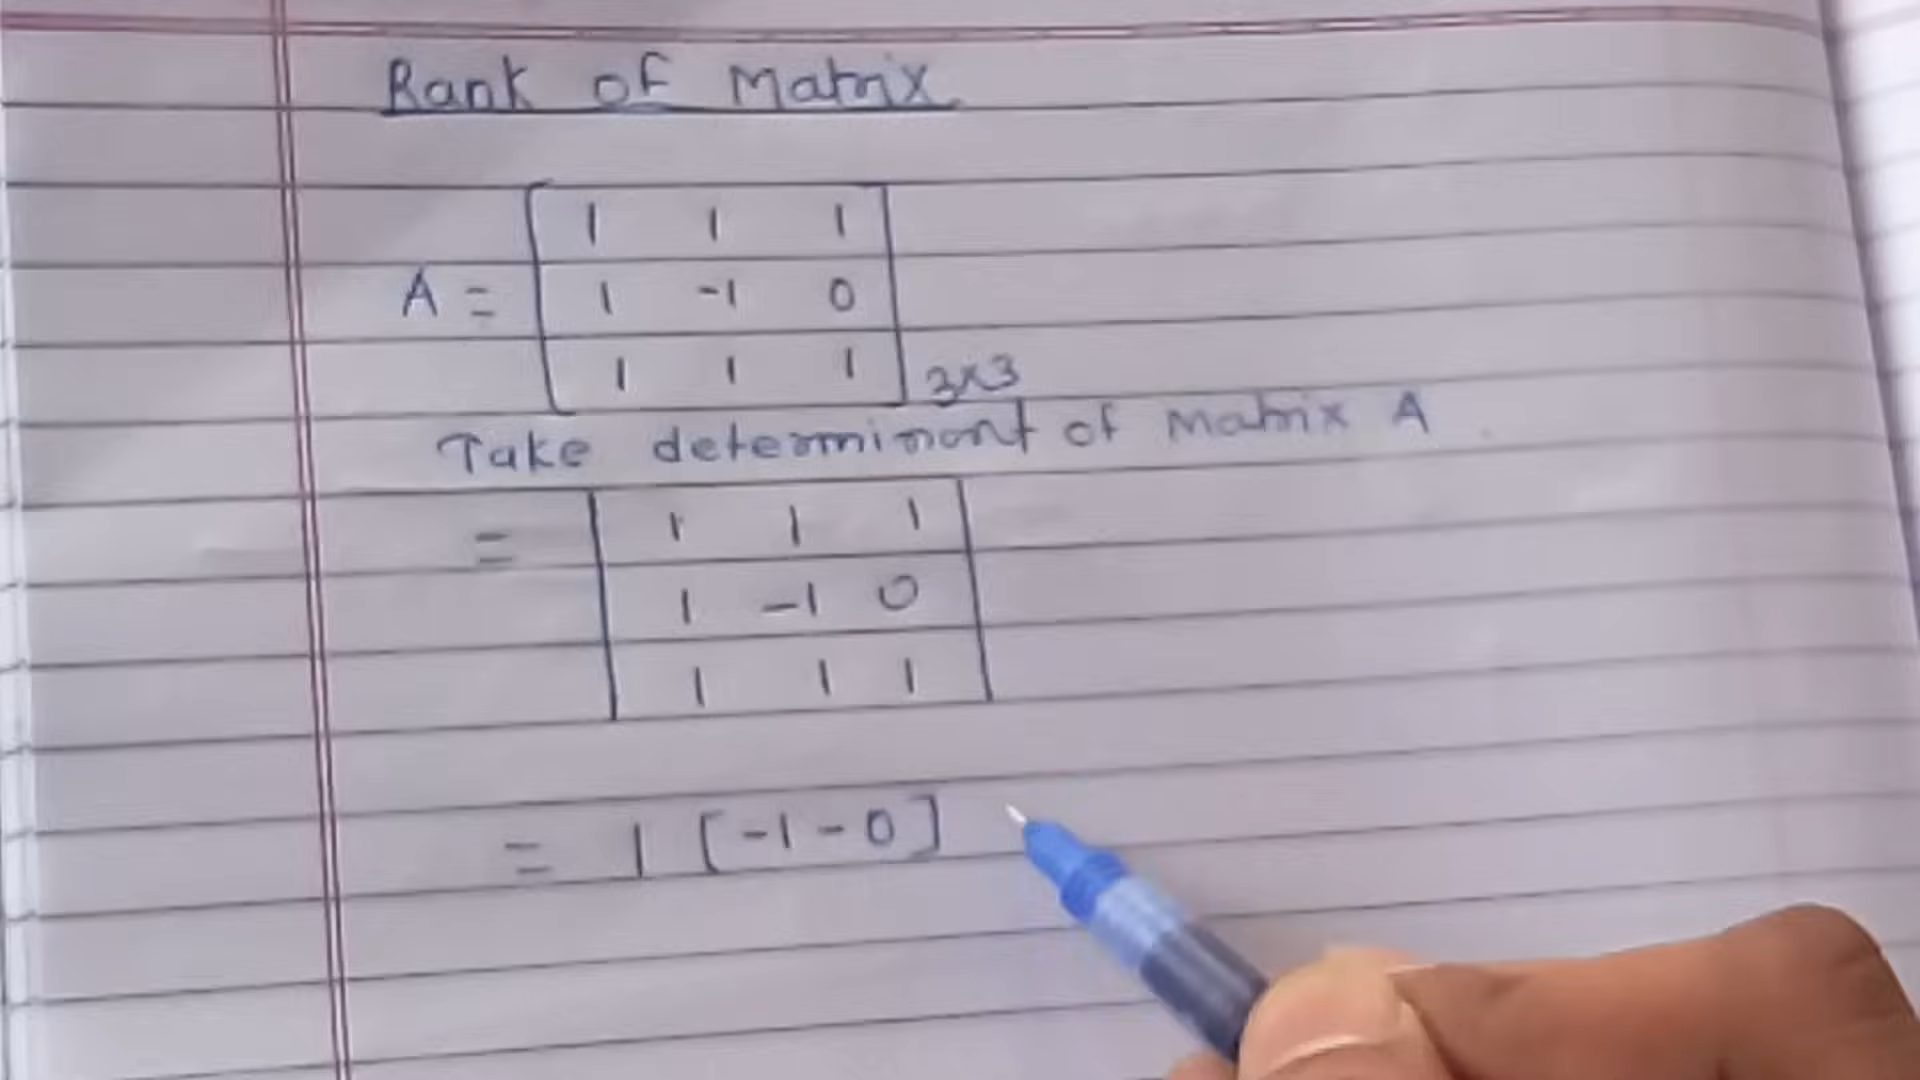 Rank of Matrix
1 1 1
A = 1 -1 0
1 1 1 3x3
Take determinant of Matrix A
= 1 1 1
1 -1 0
1 1 1
= 1 [-1-0]